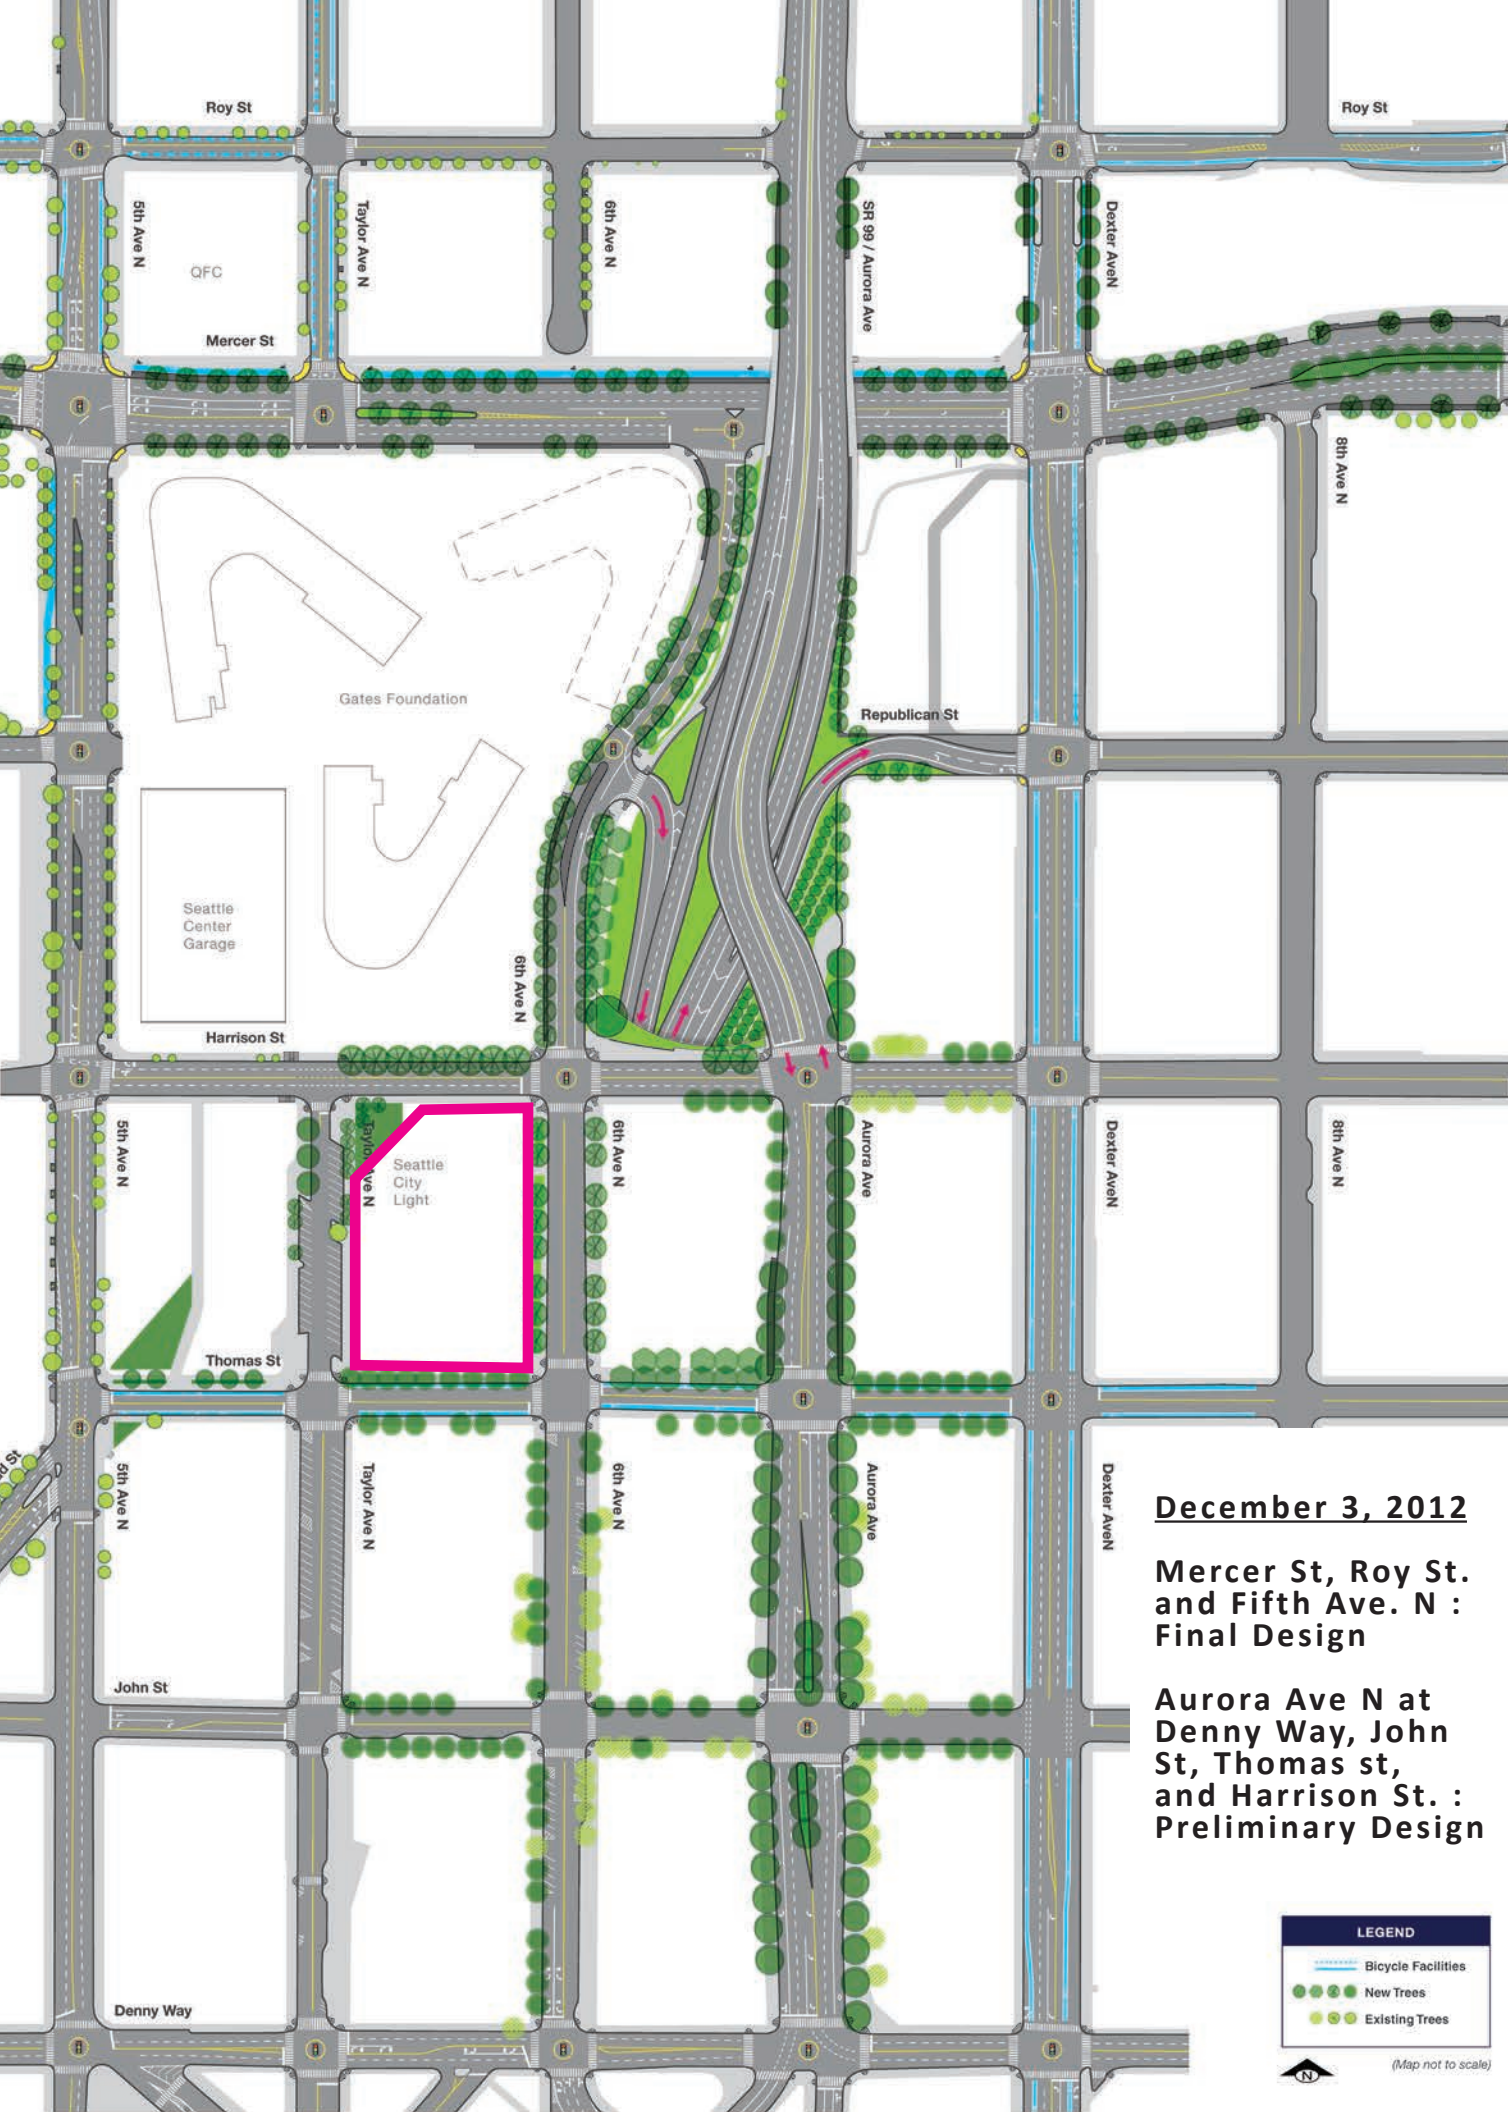 Roy St
Roy St
5th Ave N
Taylor Ave N
6th Ave N
SR 99 / Aurora Ave
Dexter AveN
QFC
Mercer St
8th Ave N
Gates Foundation
Republican St
Seattle
Center
Garage
6th Ave N
Harrison St
5th Ave N
Taylor Ave N
Seattle
City
Light
6th Ave N
Aurora Ave
Dexter AveN
8th Ave N
Thomas St
5th Ave N
Taylor Ave N
6th Ave N
Aurora Ave
Dexter AveN
December 3, 2012
Mercer St, Roy St.
and Fifth Ave. N :
Final Design
Aurora Ave N at
Denny Way, John
St, Thomas st,
and Harrison St. :
Preliminary Design
John St
Denny Way
LEGEND
Bicycle Facilities
New Trees
Existing Trees
N
(Map not to scale)